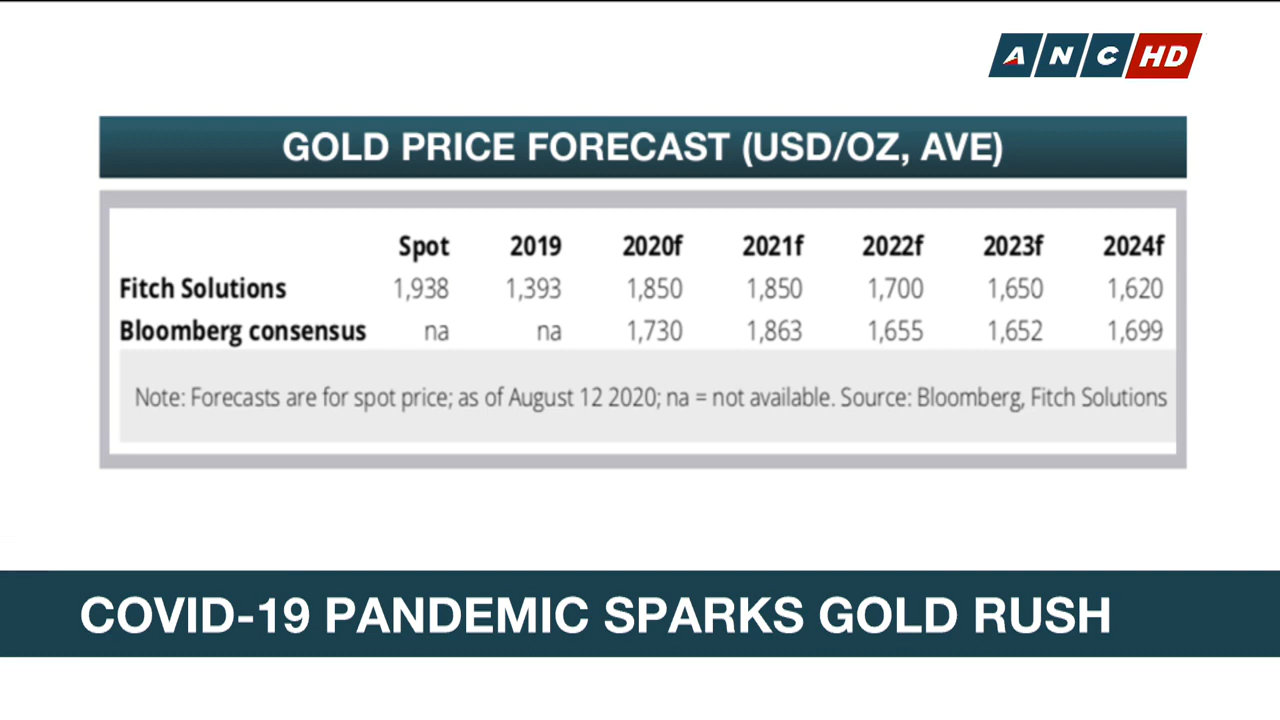 ANC HD
GOLD PRICE FORECAST (USD/OZ, AVE)
Spot 2019 2020f 2021f 2022f 2023f 2024f
Fitch Solutions 1,938 1,393 1,850 1,850 1,700 1,650 1,620
Bloomberg consensus na na 1,730 1,863 1,655 1,652 1,699
Note: Forecasts are for spot price; as of August 12 2020; na = not available. Source: Bloomberg, Fitch Solutions
COVID-19 PANDEMIC SPARKS GOLD RUSH